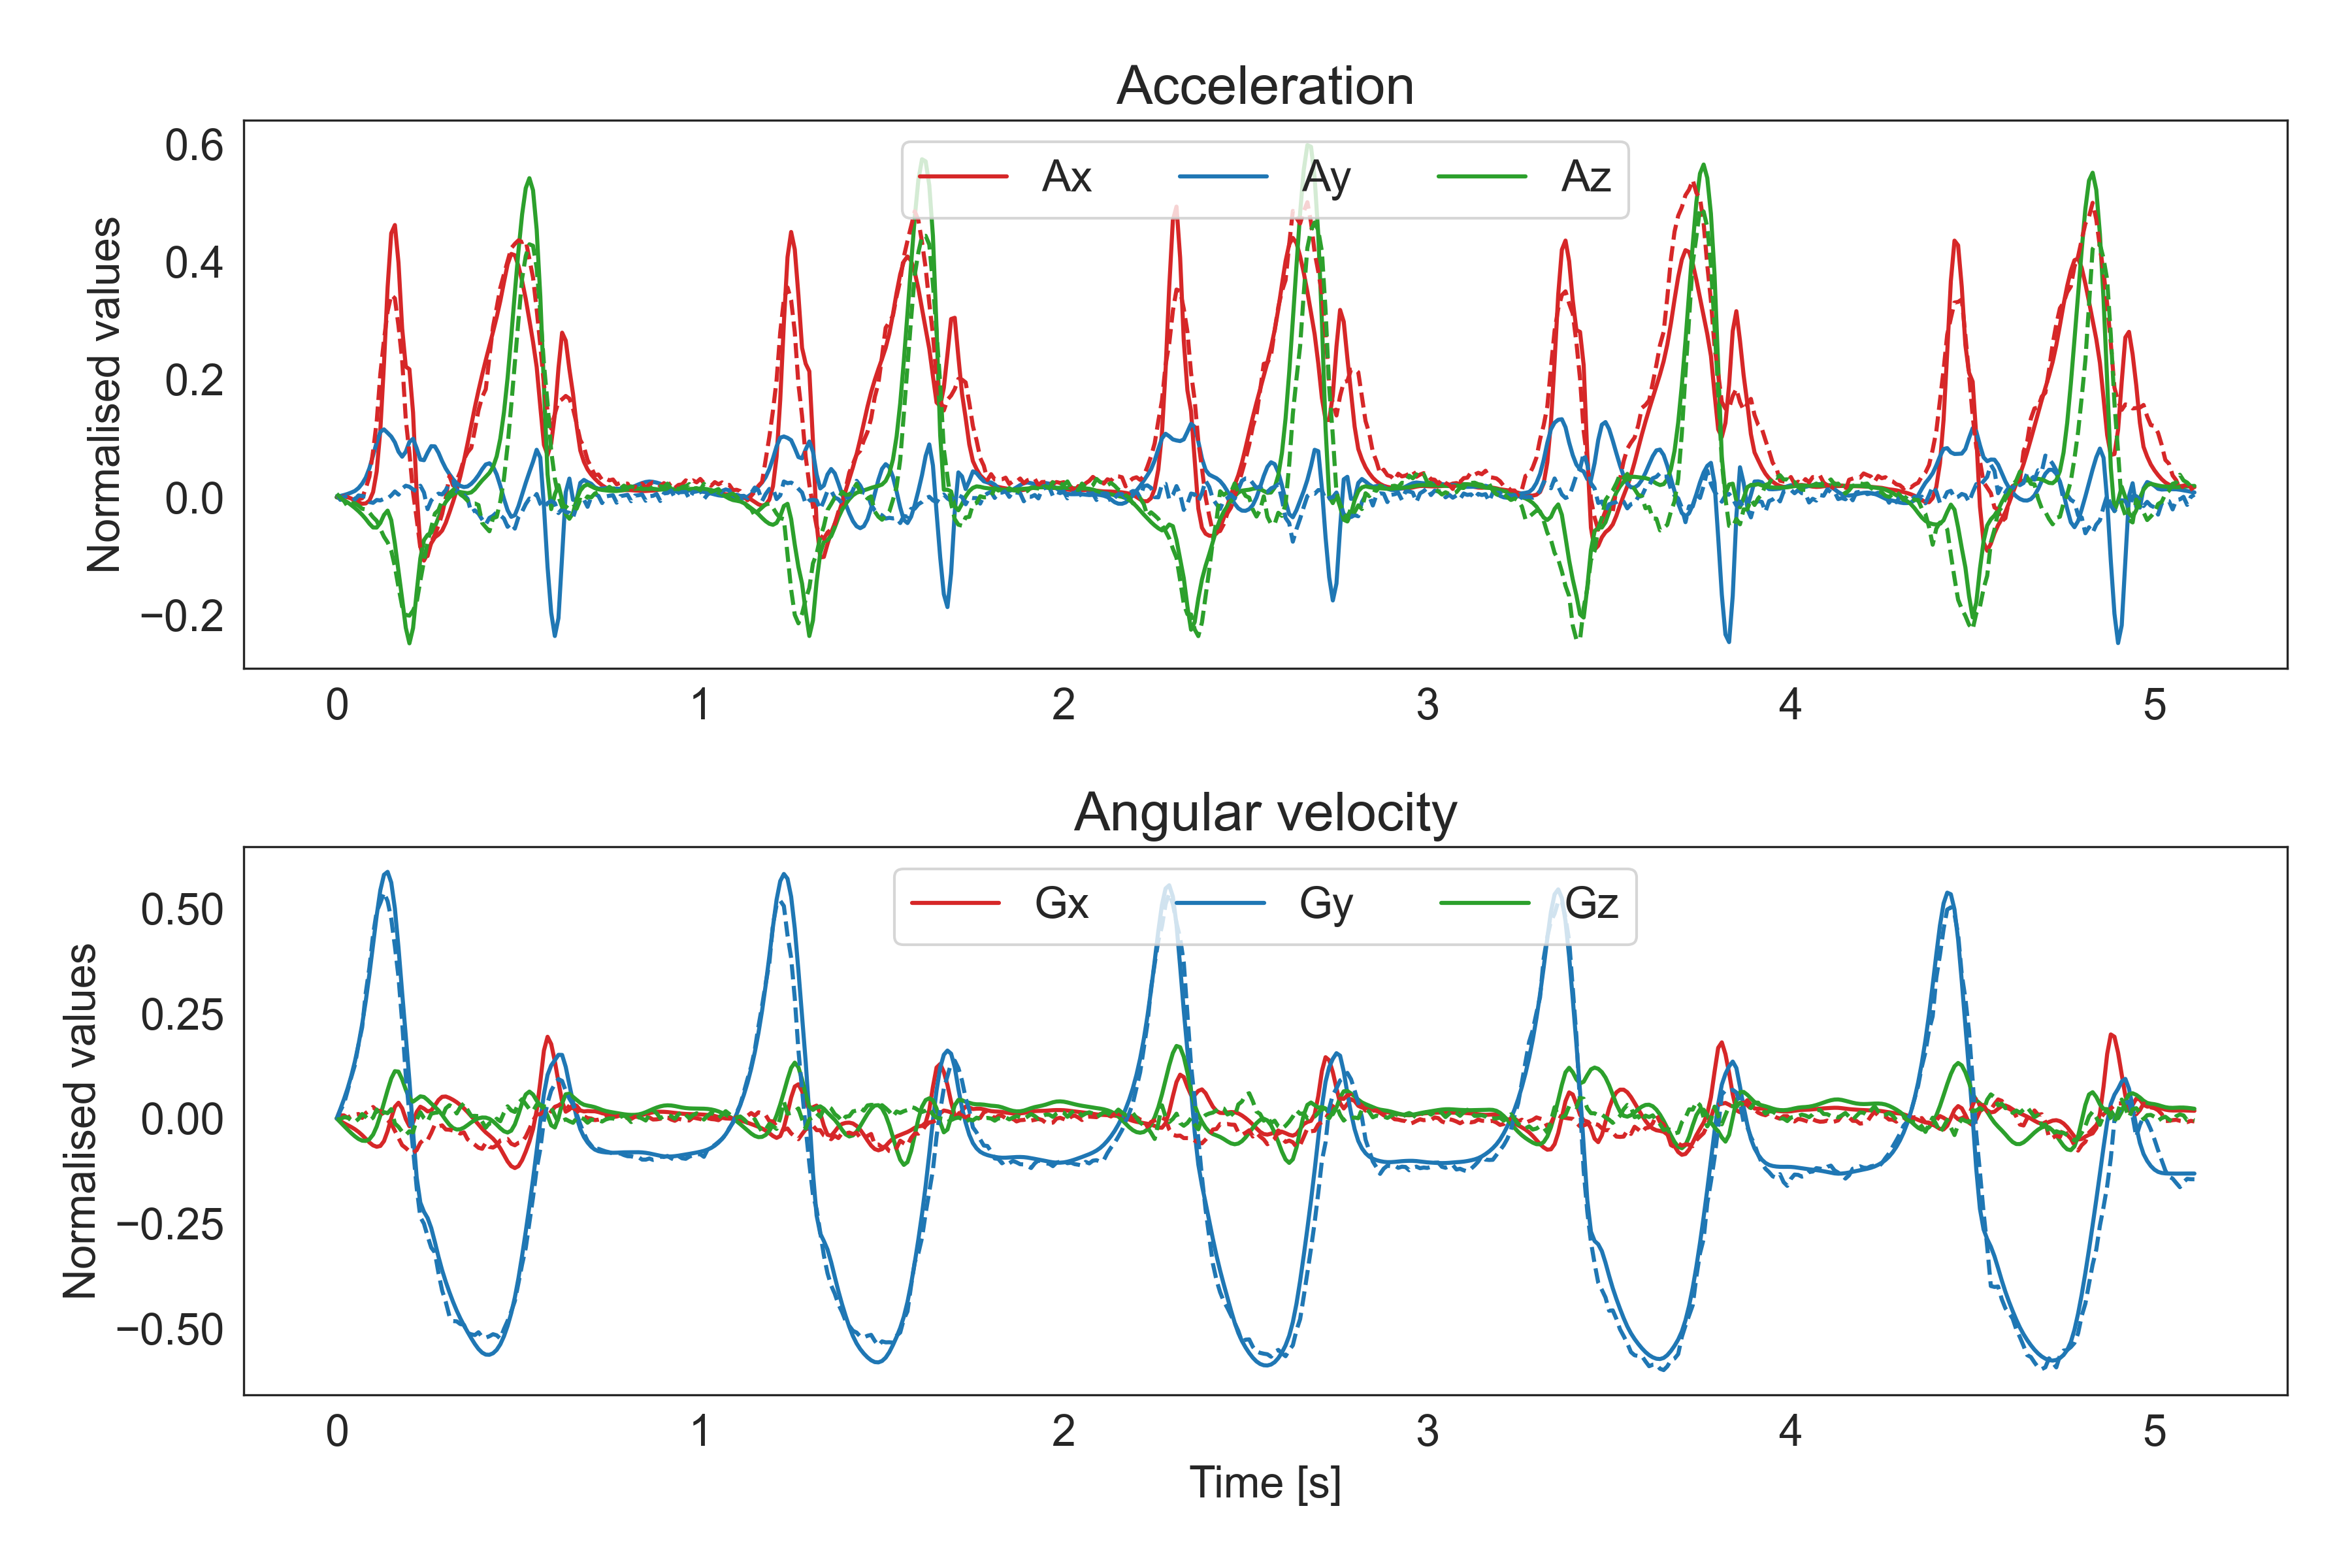 Acceleration
Normalised values
0.6
0.4
0.2
0.0
−0.2
Ax Ay Az
0 1 2 3 4 5
Angular velocity
Normalised values
0.50
0.25
0.00
−0.25
−0.50
Gx Gy Gz
0 1 2 3 4 5
Time [s]